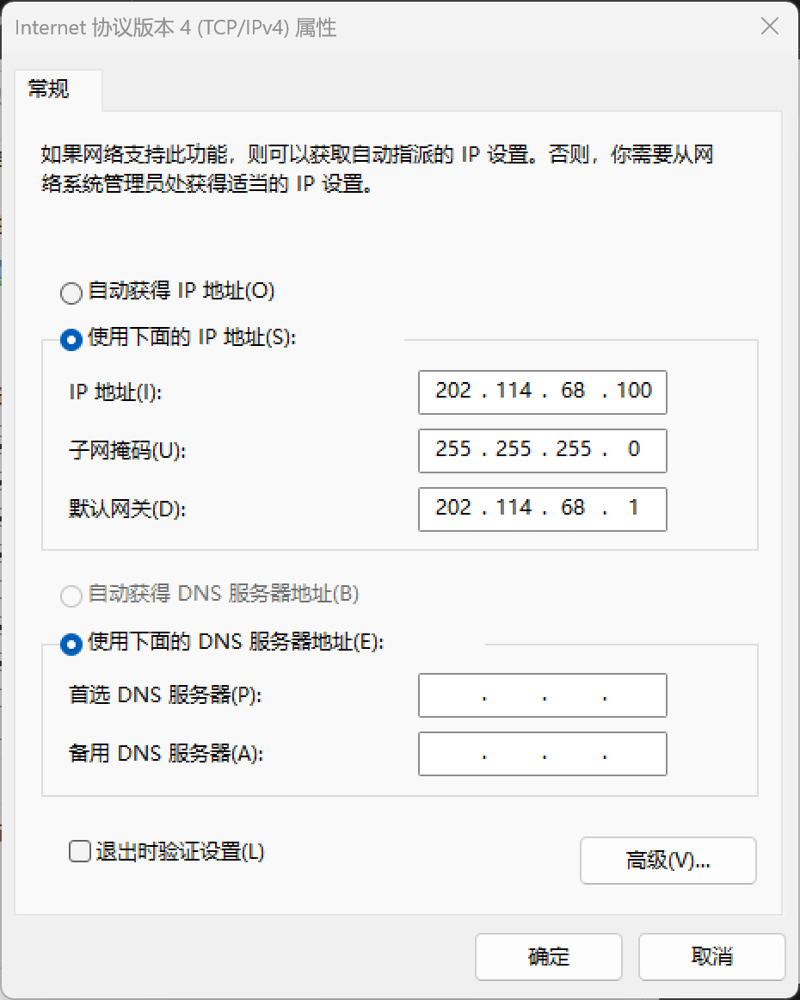 Internet 协议版本 4 (TCP/IPv4) 属性
常规
如果网络支持此功能，则可以获取自动指派的 IP 设置。否则，你需要从网
络系统管理员处获得适当的 IP 设置。
自动获得 IP 地址(O)
使用下面的 IP 地址(S):
IP 地址(I): 202 . 114 . 68 . 100
子网掩码(U): 255 . 255 . 255 . 0
默认网关(D): 202 . 114 . 68 . 1
自动获得 DNS 服务器地址(B)
使用下面的 DNS 服务器地址(E):
首选 DNS 服务器(P): . . .
备用 DNS 服务器(A): . . .
退出时验证设置(L)
高级(V)...
确定 取消